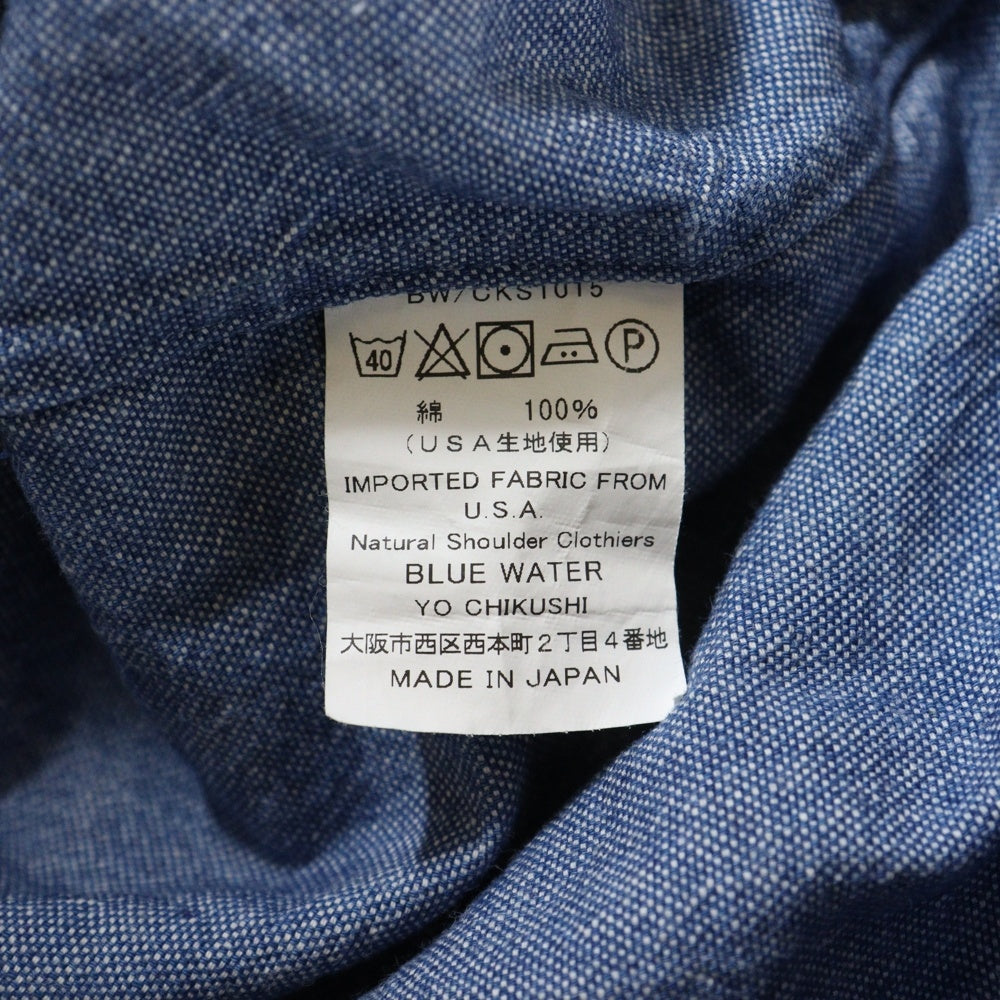 BW/CKS1015
40 P
綿 100%
(USA生地使用)
IMPORTED FABRIC FROM
U.S.A.
Natural Shoulder Clothiers
BLUE WATER
YO CHIKUSHI
大阪市西区西本町2丁目4番地
MADE IN JAPAN